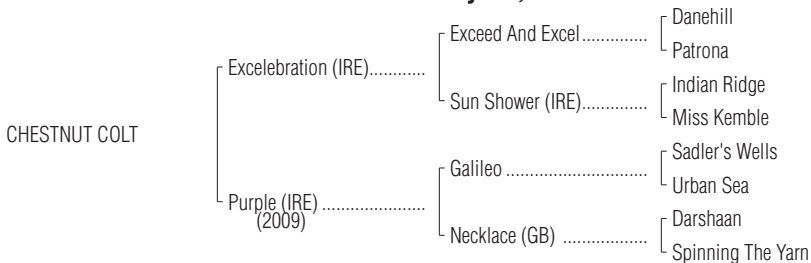 Danehill
Exceed And Excel..............
Patrona
Excelebration (IRE)............
Indian Ridge
Sun Shower (IRE)..............
Miss Kemble
CHESTNUT COLT
Sadler's Wells
Galileo ............................
Urban Sea
Purple (IRE) ......................
(2009)
Darshaan
Necklace (GB) ..................
Spinning The Yarn